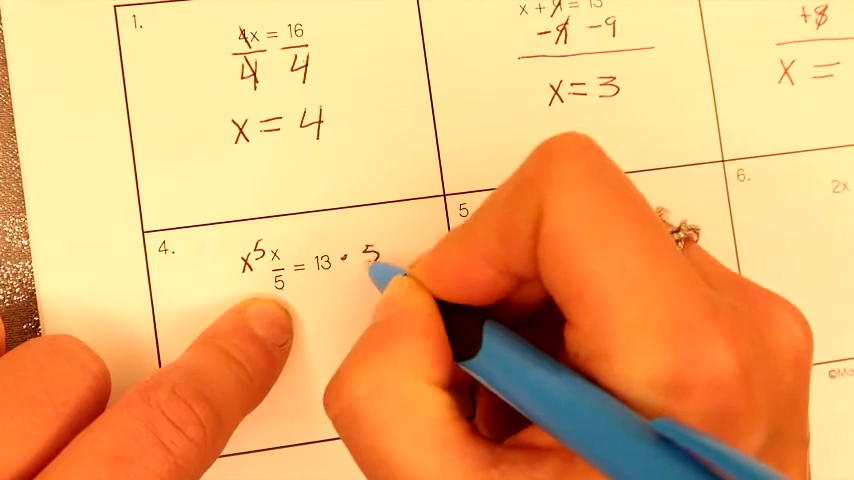 1.
4x = 16
4 4
x = 4
x + 9 = 13
-9 -9
x = 3
+8
x =
4.
x 5 x/5 = 13 · 5
5
6.
2x